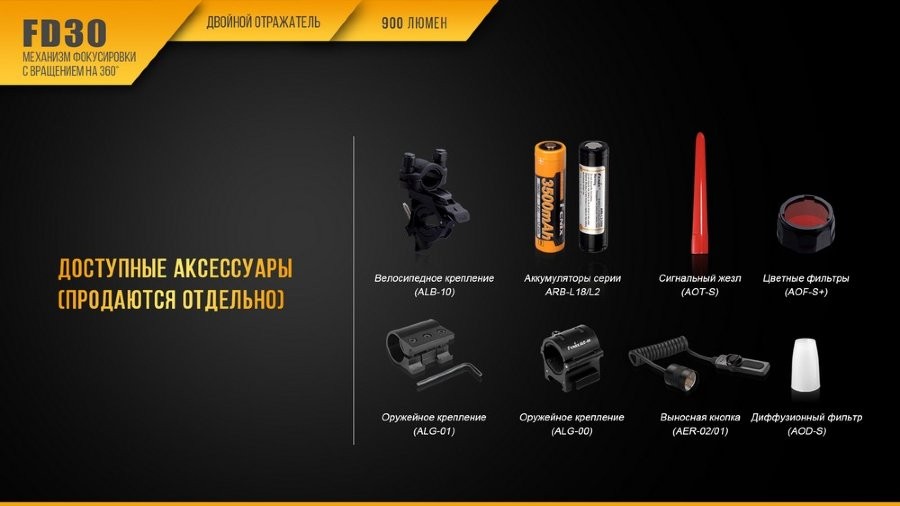 FD30
МЕХАНИЗМ ФОКУСИРОВКИ
С ВРАЩЕНИЕМ НА 360°
ДВОЙНОЙ ОТРАЖАТЕЛЬ
900 ЛЮМЕН
ДОСТУПНЫЕ АКСЕССУАРЫ
(ПРОДАЮТСЯ ОТДЕЛЬНО)
3500mAh
FENIX
Велосипедное крепление
(ALB-10)
Аккумуляторы серии
ARB-L18/L2
Сигнальный жезл
(AOT-S)
Цветные фильтры
(AOF-S+)
Оружейное крепление
(ALG-01)
Оружейное крепление
(ALG-00)
Выносная кнопка
(AER-02/01)
Диффузионный фильтр
(AOD-S)